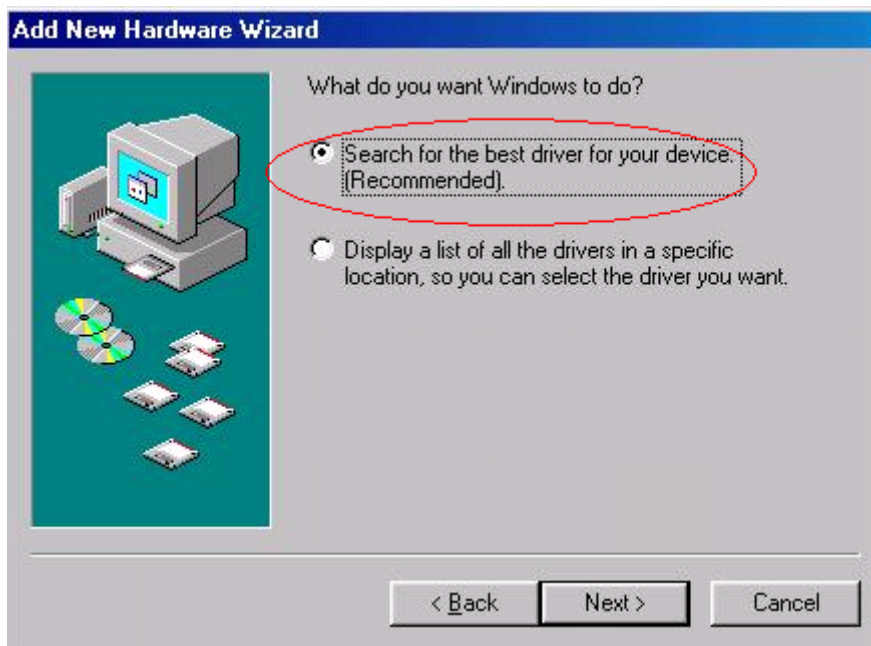 Add New Hardware Wizard
What do you want Windows to do?
Search for the best driver for your device.
(Recommended).
Display a list of all the drivers in a specific
location, so you can select the driver you want.
< Back
Next >
Cancel